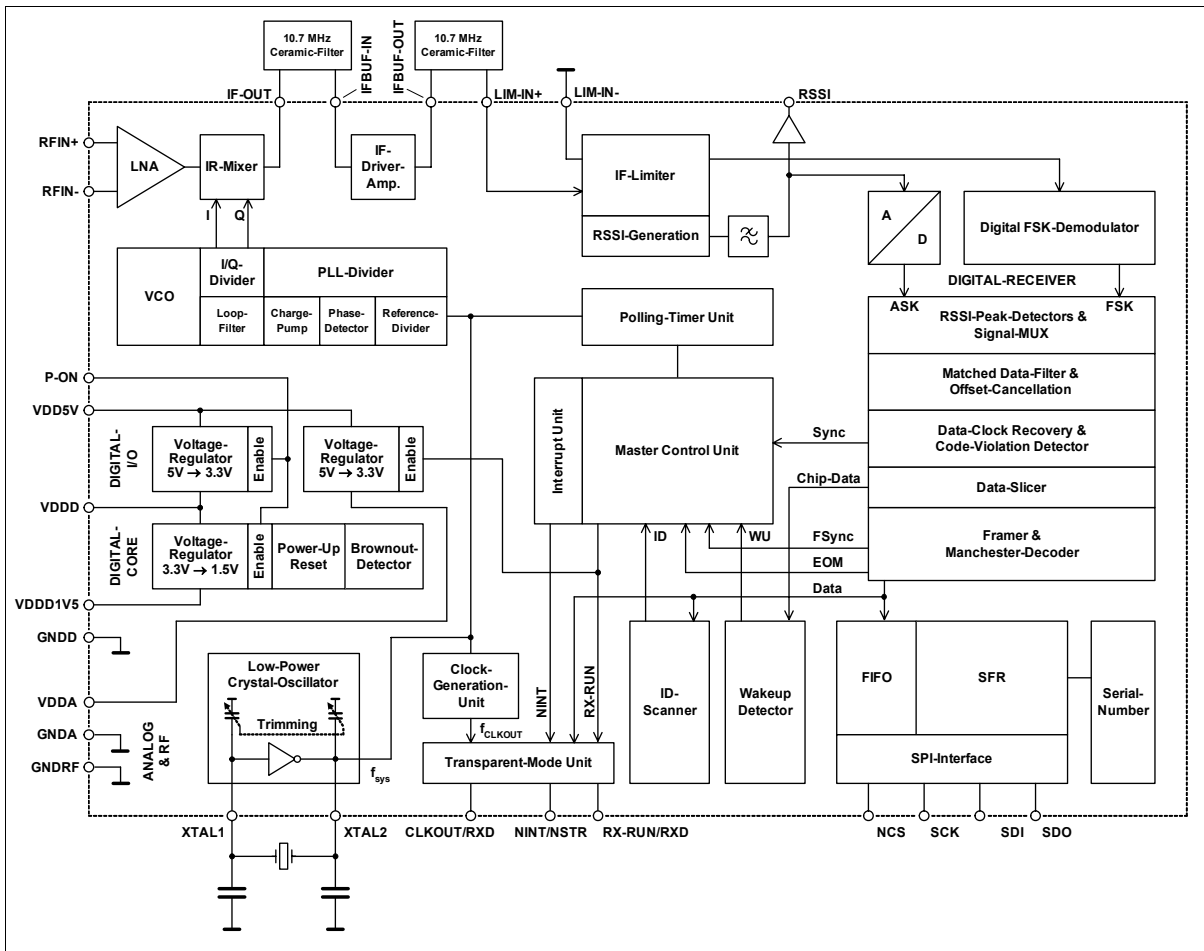 10.7 MHz
Ceramic-Filter
IFBUF-IN
IFBUF-OUT
10.7 MHz
Ceramic-Filter
IF-OUT
LIM-IN+
LIM-IN-
RSSI
RFIN+
RFIN-
LNA
IR-Mixer
IF-
Driver-
Amp.
IF-Limiter
RSSI-Generation
A
D
Digital FSK-Demodulator
I
Q
VCO
I/Q-
Divider
PLL-Divider
Loop-
Filter
Charge-
Pump
Phase-
Detector
Reference-
Divider
Polling-Timer Unit
DIGITAL-RECEIVER
ASK
FSK
RSSI-Peak-Detectors &
Signal-MUX
Matched Data-Filter &
Offset-Cancellation
Data-Clock Recovery &
Code-Violation Detector
Data-Slicer
Framer &
Manchester-Decoder
P-ON
VDD5V
DIGITAL-
I/O
Voltage-
Regulator
5V → 3.3V
Enable
Voltage-
Regulator
5V → 3.3V
Enable
Interrupt Unit
Master Control Unit
Sync
Chip-Data
VDDD
DIGITAL-
CORE
Voltage-
Regulator
3.3V → 1.5V
Enable
Power-Up
Reset
Brownout-
Detector
ID
WU
FSync
EOM
Data
VDDD1V5
GNDD
VDDA
GNDA
GNDRF
ANALOG
& RF
Low-Power
Crystal-Oscillator
Trimming
fsys
Clock-
Generation-
Unit
fCLKOUT
NINT
RX-RUN
Transparent-Mode Unit
ID-
Scanner
Wakeup
Detector
FIFO
SFR
SPI-Interface
Serial-
Number
XTAL1
XTAL2
CLKOUT/RXD
NINT/NSTR
RX-RUN/RXD
NCS
SCK
SDI
SDO